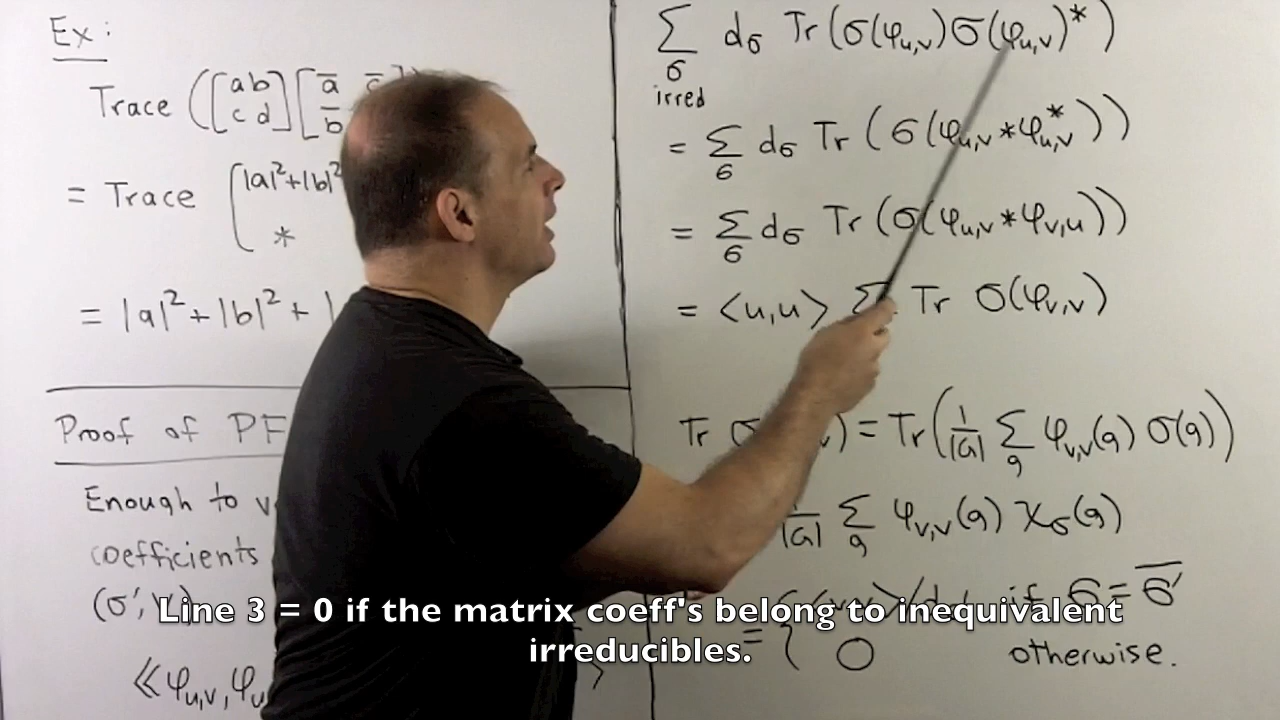 Ex:
Trace ([a b
c d][ā c̄
b̄
= Trace [|a|²+|b|²
*
= |a|²+|b|²+
Proof of PF
Enough to v
coefficients
(σ',
≪φu,v, φu
Σ dσ Tr(σ(φu,v)σ(φu,v)*)
σ
irred
= Σ dσ Tr(σ(φu,v*φ*u,v))
σ
= Σ dσ Tr(σ(φu,v*φv,u))
σ
= <u,u> Σ Tr σ(φv,v)
Tr σ v) = Tr(1/|G| Σ φv,v(g) σ(g))
g
1/|G| Σ φv,v(g) χσ(g)
g
= { /d if σ = σ̄'
0 otherwise.
Line 3 = 0 if the matrix coeff's belong to inequivalent
irreducibles.